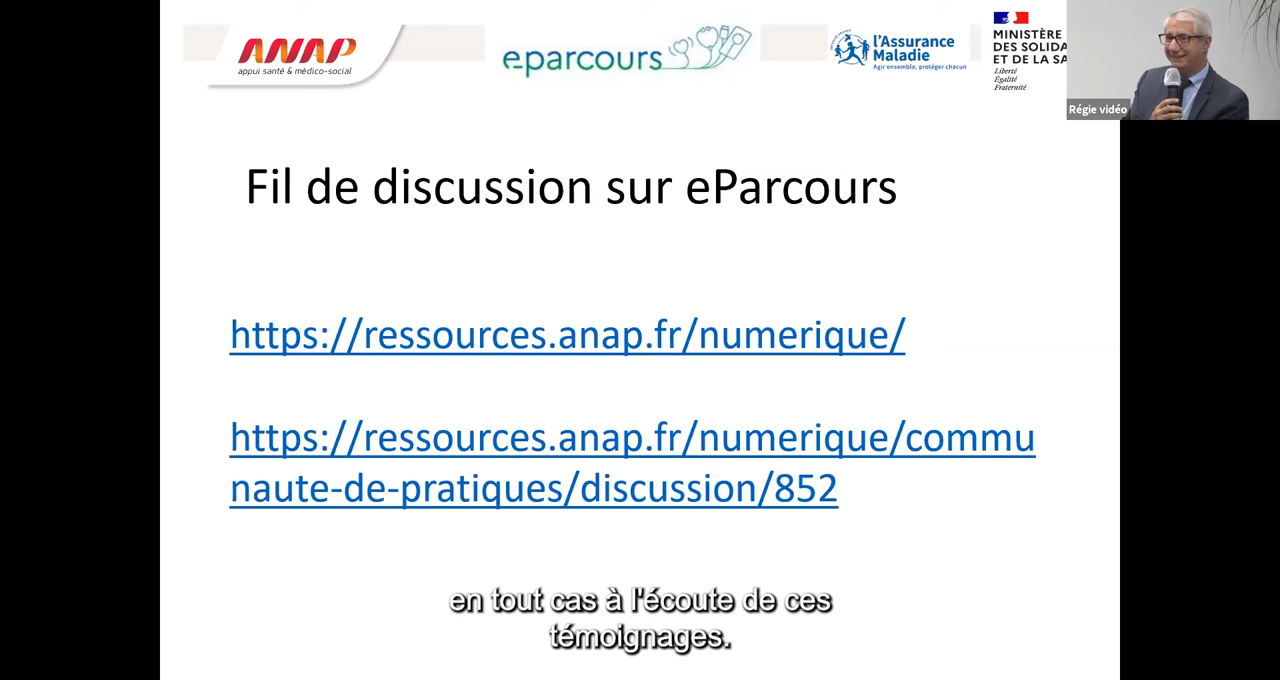 ANAP
appui santé & médico-social
eparcours
l'Assurance
Maladie
Agir ensemble, protéger chacun
MINISTÈRE
DES SOLIDA
ET DE LA SA
Liberté
Égalité
Fraternité
Régie vidéo
Fil de discussion sur eParcours
https://ressources.anap.fr/numerique/
https://ressources.anap.fr/numerique/commu
naute-de-pratiques/discussion/852
en tout cas à l'écoute de ces
témoignages.